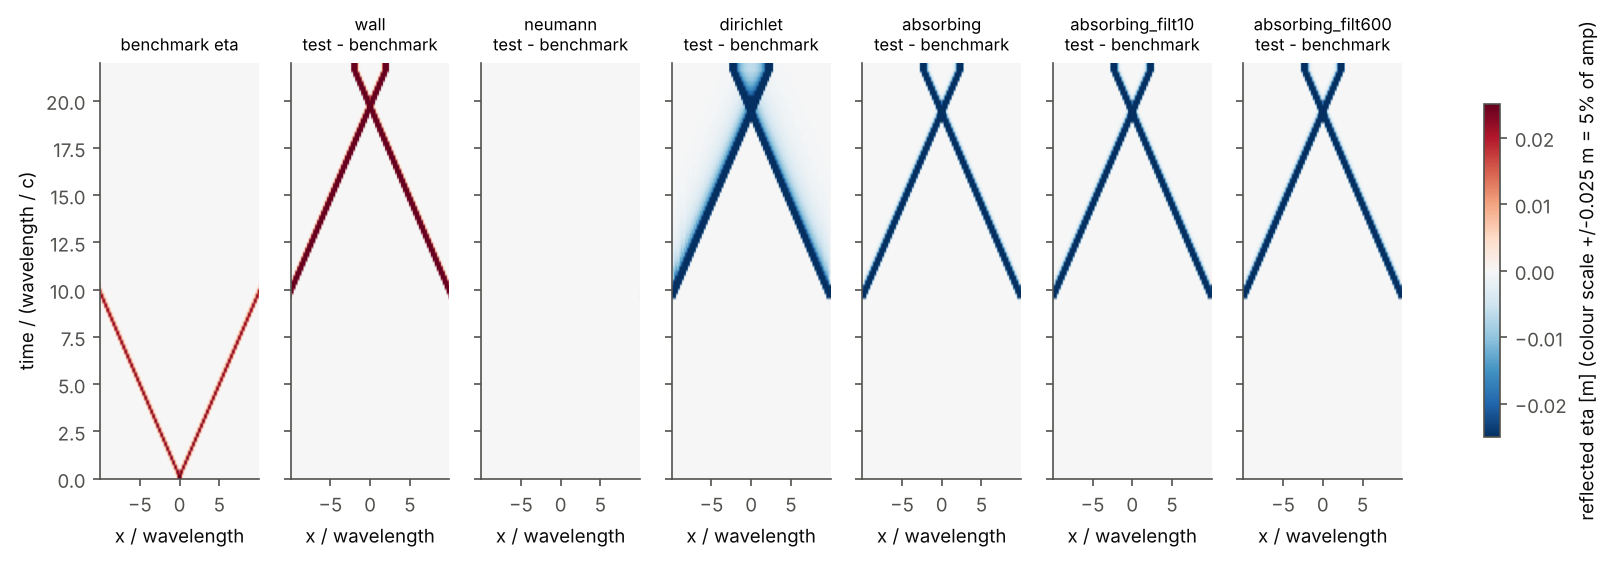 benchmark eta
wall
test - benchmark
neumann
test - benchmark
dirichlet
test - benchmark
absorbing
test - benchmark
absorbing_filt10
test - benchmark
absorbing_filt600
test - benchmark
time / (wavelength / c)
20.0
17.5
15.0
12.5
10.0
7.5
5.0
2.5
0.0
−5 0 5
−5 0 5
−5 0 5
−5 0 5
−5 0 5
−5 0 5
−5 0 5
x / wavelength
x / wavelength
x / wavelength
x / wavelength
x / wavelength
x / wavelength
x / wavelength
0.02
0.01
0.00
−0.01
−0.02
reflected eta [m] (colour scale +/-0.025 m = 5% of amp)